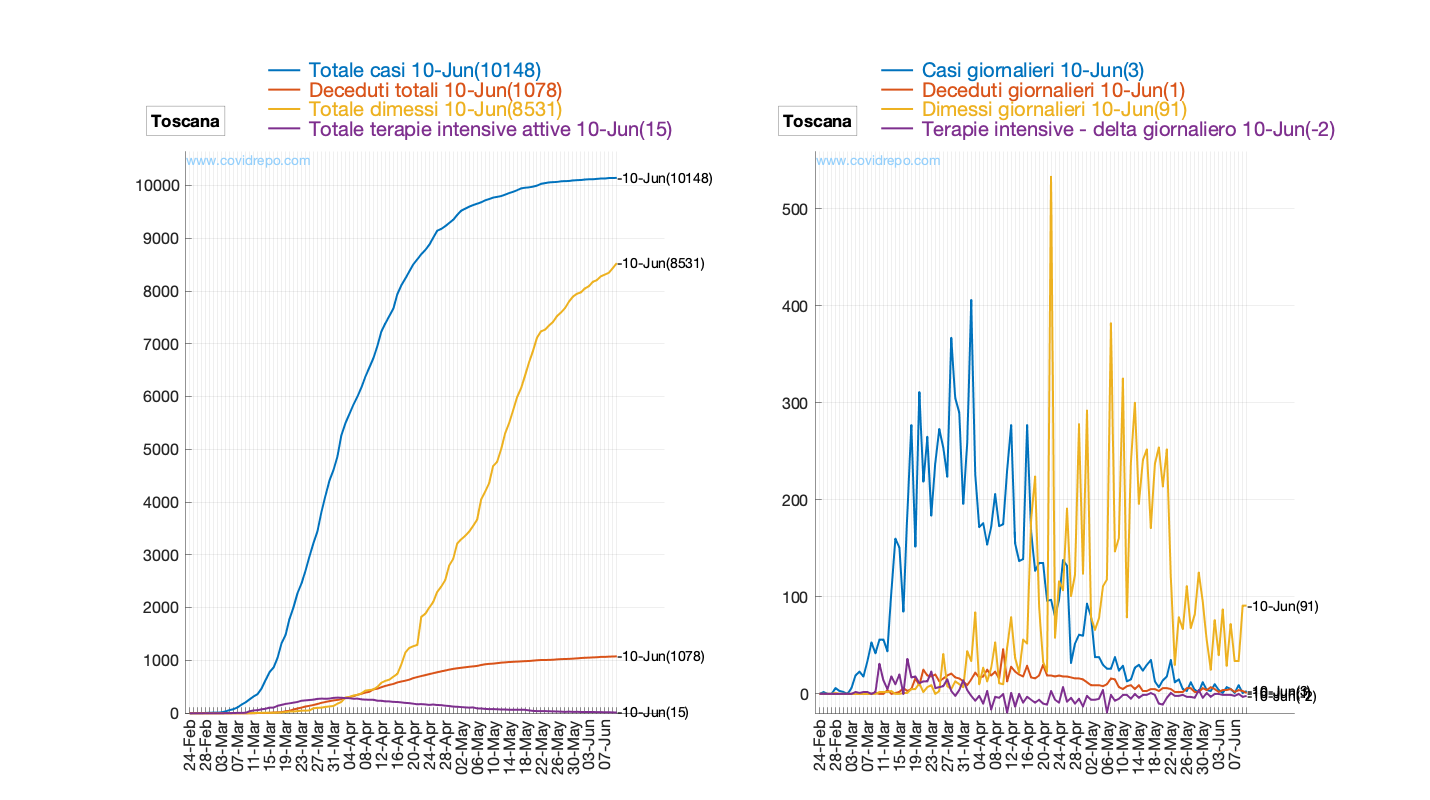 Totale casi 10-Jun(10148)
Deceduti totali 10-Jun(1078)
Totale dimessi 10-Jun(8531)
Totale terapie intensive attive 10-Jun(15)
Toscana
www.covidrepo.com
10000
9000
8000
7000
6000
5000
4000
3000
2000
1000
0
-10-Jun(10148)
-10-Jun(8531)
-10-Jun(1078)
-10-Jun(15)
24-Feb
28-Feb
03-Mar
07-Mar
11-Mar
15-Mar
19-Mar
23-Mar
27-Mar
31-Mar
04-Apr
08-Apr
12-Apr
16-Apr
20-Apr
24-Apr
28-Apr
02-May
06-May
10-May
14-May
18-May
22-May
26-May
30-May
03-Jun
07-Jun
Casi giornalieri 10-Jun(3)
Deceduti giornalieri 10-Jun(1)
Dimessi giornalieri 10-Jun(91)
Terapie intensive - delta giornaliero 10-Jun(-2)
Toscana
www.covidrepo.com
500
400
300
200
100
0
-10-Jun(91)
24-Feb
28-Feb
03-Mar
07-Mar
11-Mar
15-Mar
19-Mar
23-Mar
27-Mar
31-Mar
04-Apr
08-Apr
12-Apr
16-Apr
20-Apr
24-Apr
28-Apr
02-May
06-May
10-May
14-May
18-May
22-May
26-May
30-May
03-Jun
07-Jun